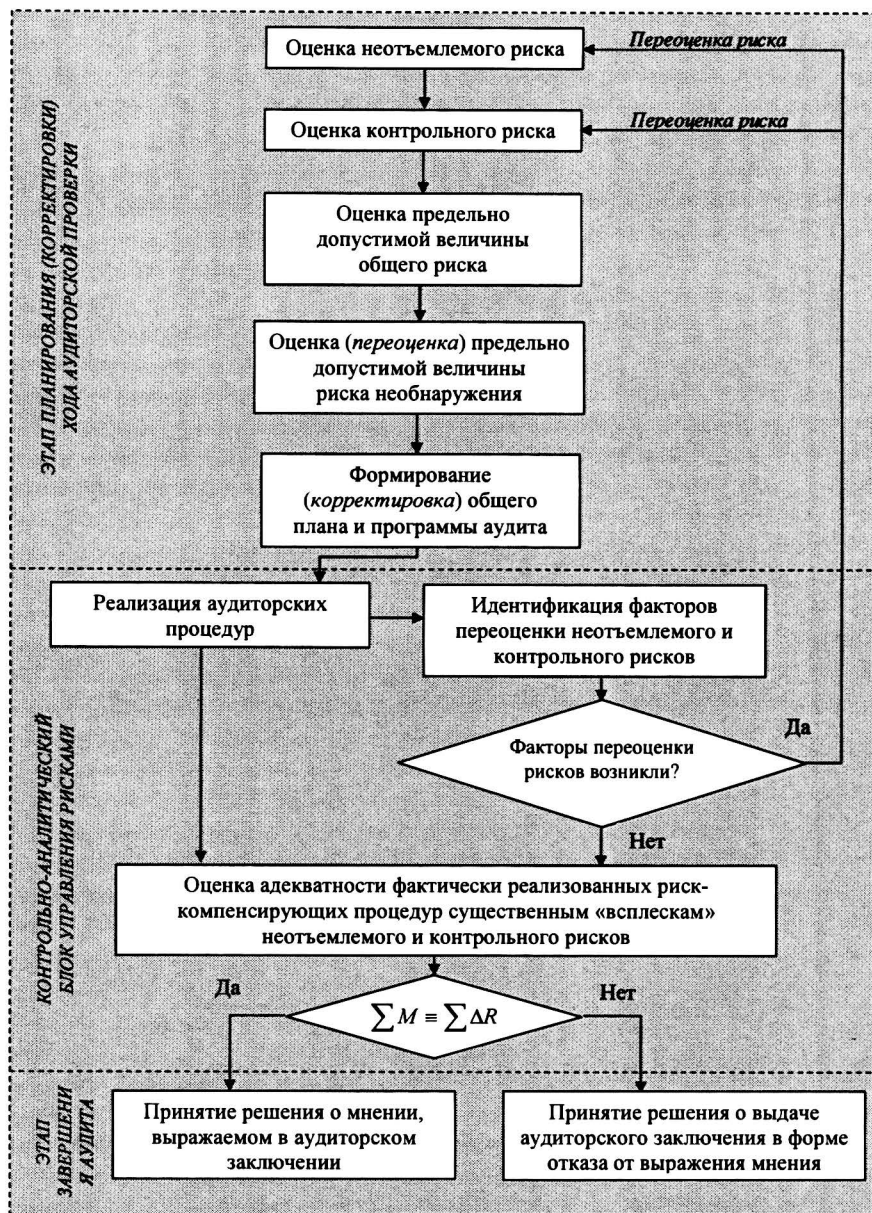 Оценка неотъемлемого риска
Переоценка риска
Оценка контрольного риска
Переоценка риска
Оценка предельно
допустимой величины
общего риска
Оценка (переоценка) предельно
допустимой величины
риска необнаружения
Формирование
(корректировка) общего
плана и программы аудита
ЭТАП ПЛАНИРОВАНИЯ (КОРРЕКТИРОВКИ)
ХОДА АУДИТОРСКОЙ ПРОВЕРКИ
Реализация аудиторских
процедур
Идентификация факторов
переоценки неотъемлемого и
контрольного рисков
Факторы переоценки
рисков возникли?
Да
Нет
Оценка адекватности фактически реализованных риск-
компенсирующих процедур существенным «всплескам»
неотъемлемого и контрольного рисков
Да
∑ M ≡ ∑ ΔR
Нет
КОНТРОЛЬНО-АНАЛИТИЧЕСКИЙ
БЛОК УПРАВЛЕНИЯ РИСКАМИ
Принятие решения о мнении,
выражаемом в аудиторском
заключении
Принятие решения о выдаче
аудиторского заключения в форме
отказа от выражения мнения
ЭТАП
ЗАВЕРШЕНИ
Я АУДИТА